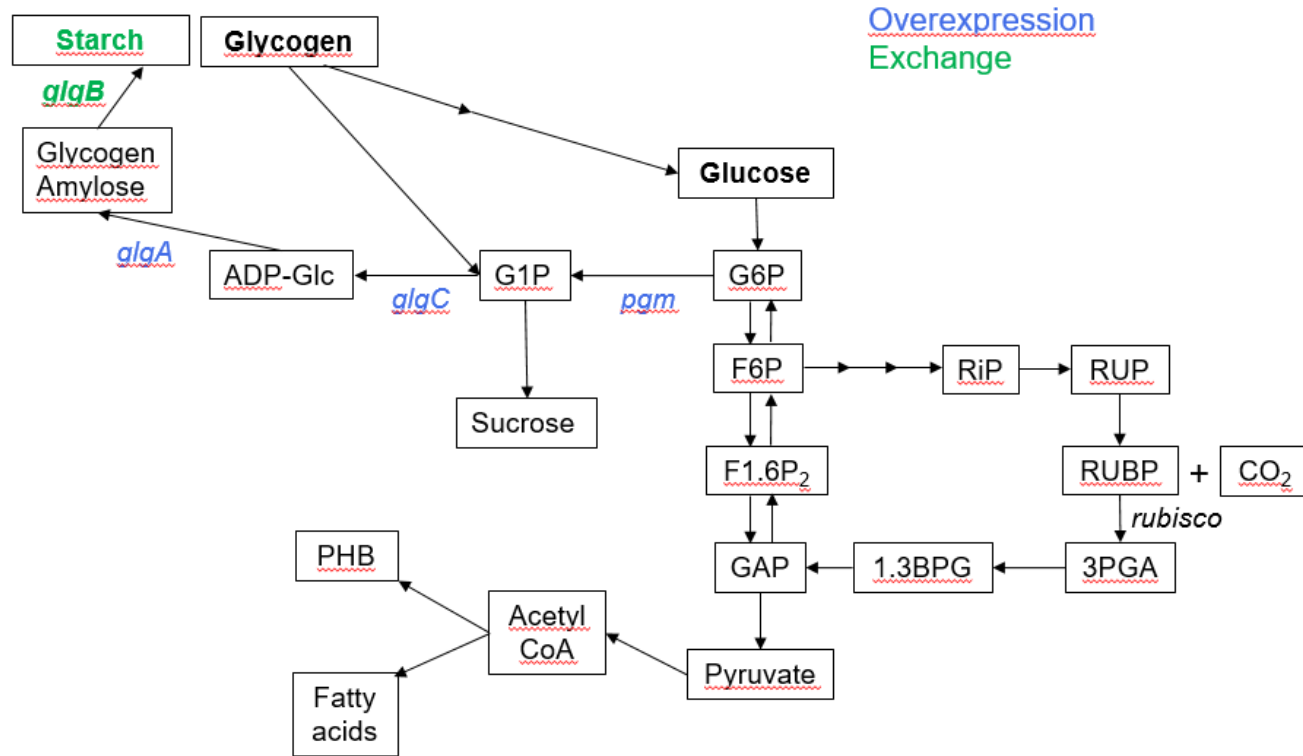 Overexpression
Exchange
Starch
Glycogen
glgB
Glycogen
Amylose
Glucose
glgA
ADP-Glc
G1P
G6P
glgC
pgm
F6P
RiP
RUP
Sucrose
F1.6P₂
RUBP
+
CO₂
rubisco
PHB
GAP
1.3BPG
3PGA
Acetyl
CoA
Pyruvate
Fatty
acids